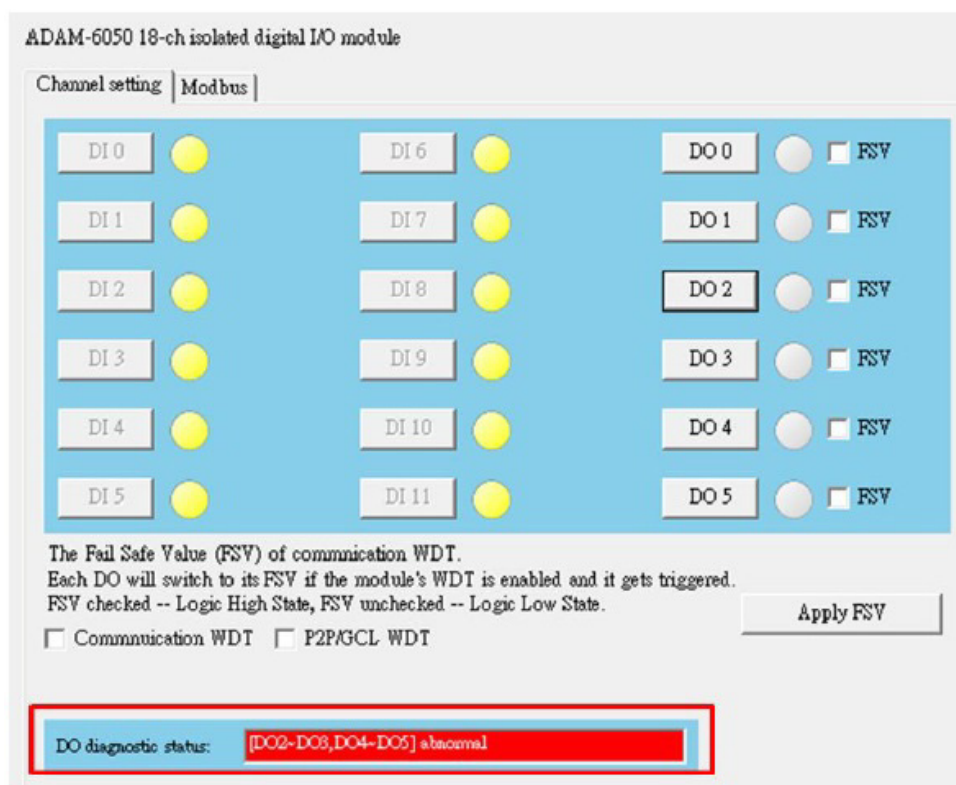 ADAM-6050 18-ch isolated digital I/O module
Channel setting Modbus
DI 0 DI 6 DO 0 FSV
DI 1 DI 7 DO 1 FSV
DI 2 DI 8 DO 2 FSV
DI 3 DI 9 DO 3 FSV
DI 4 DI 10 DO 4 FSV
DI 5 DI 11 DO 5 FSV
The Fail Safe Value (FSV) of commnication WDT.
Each DO will switch to its FSV if the module's WDT is enabled and it gets triggered.
FSV checked -- Logic High State, FSV unchecked -- Logic Low State.
Apply FSV
Commnuication WDT P2P/GCL WDT
DO diagnostic status: [DO2~DO3,DO4~DO5] abnormal